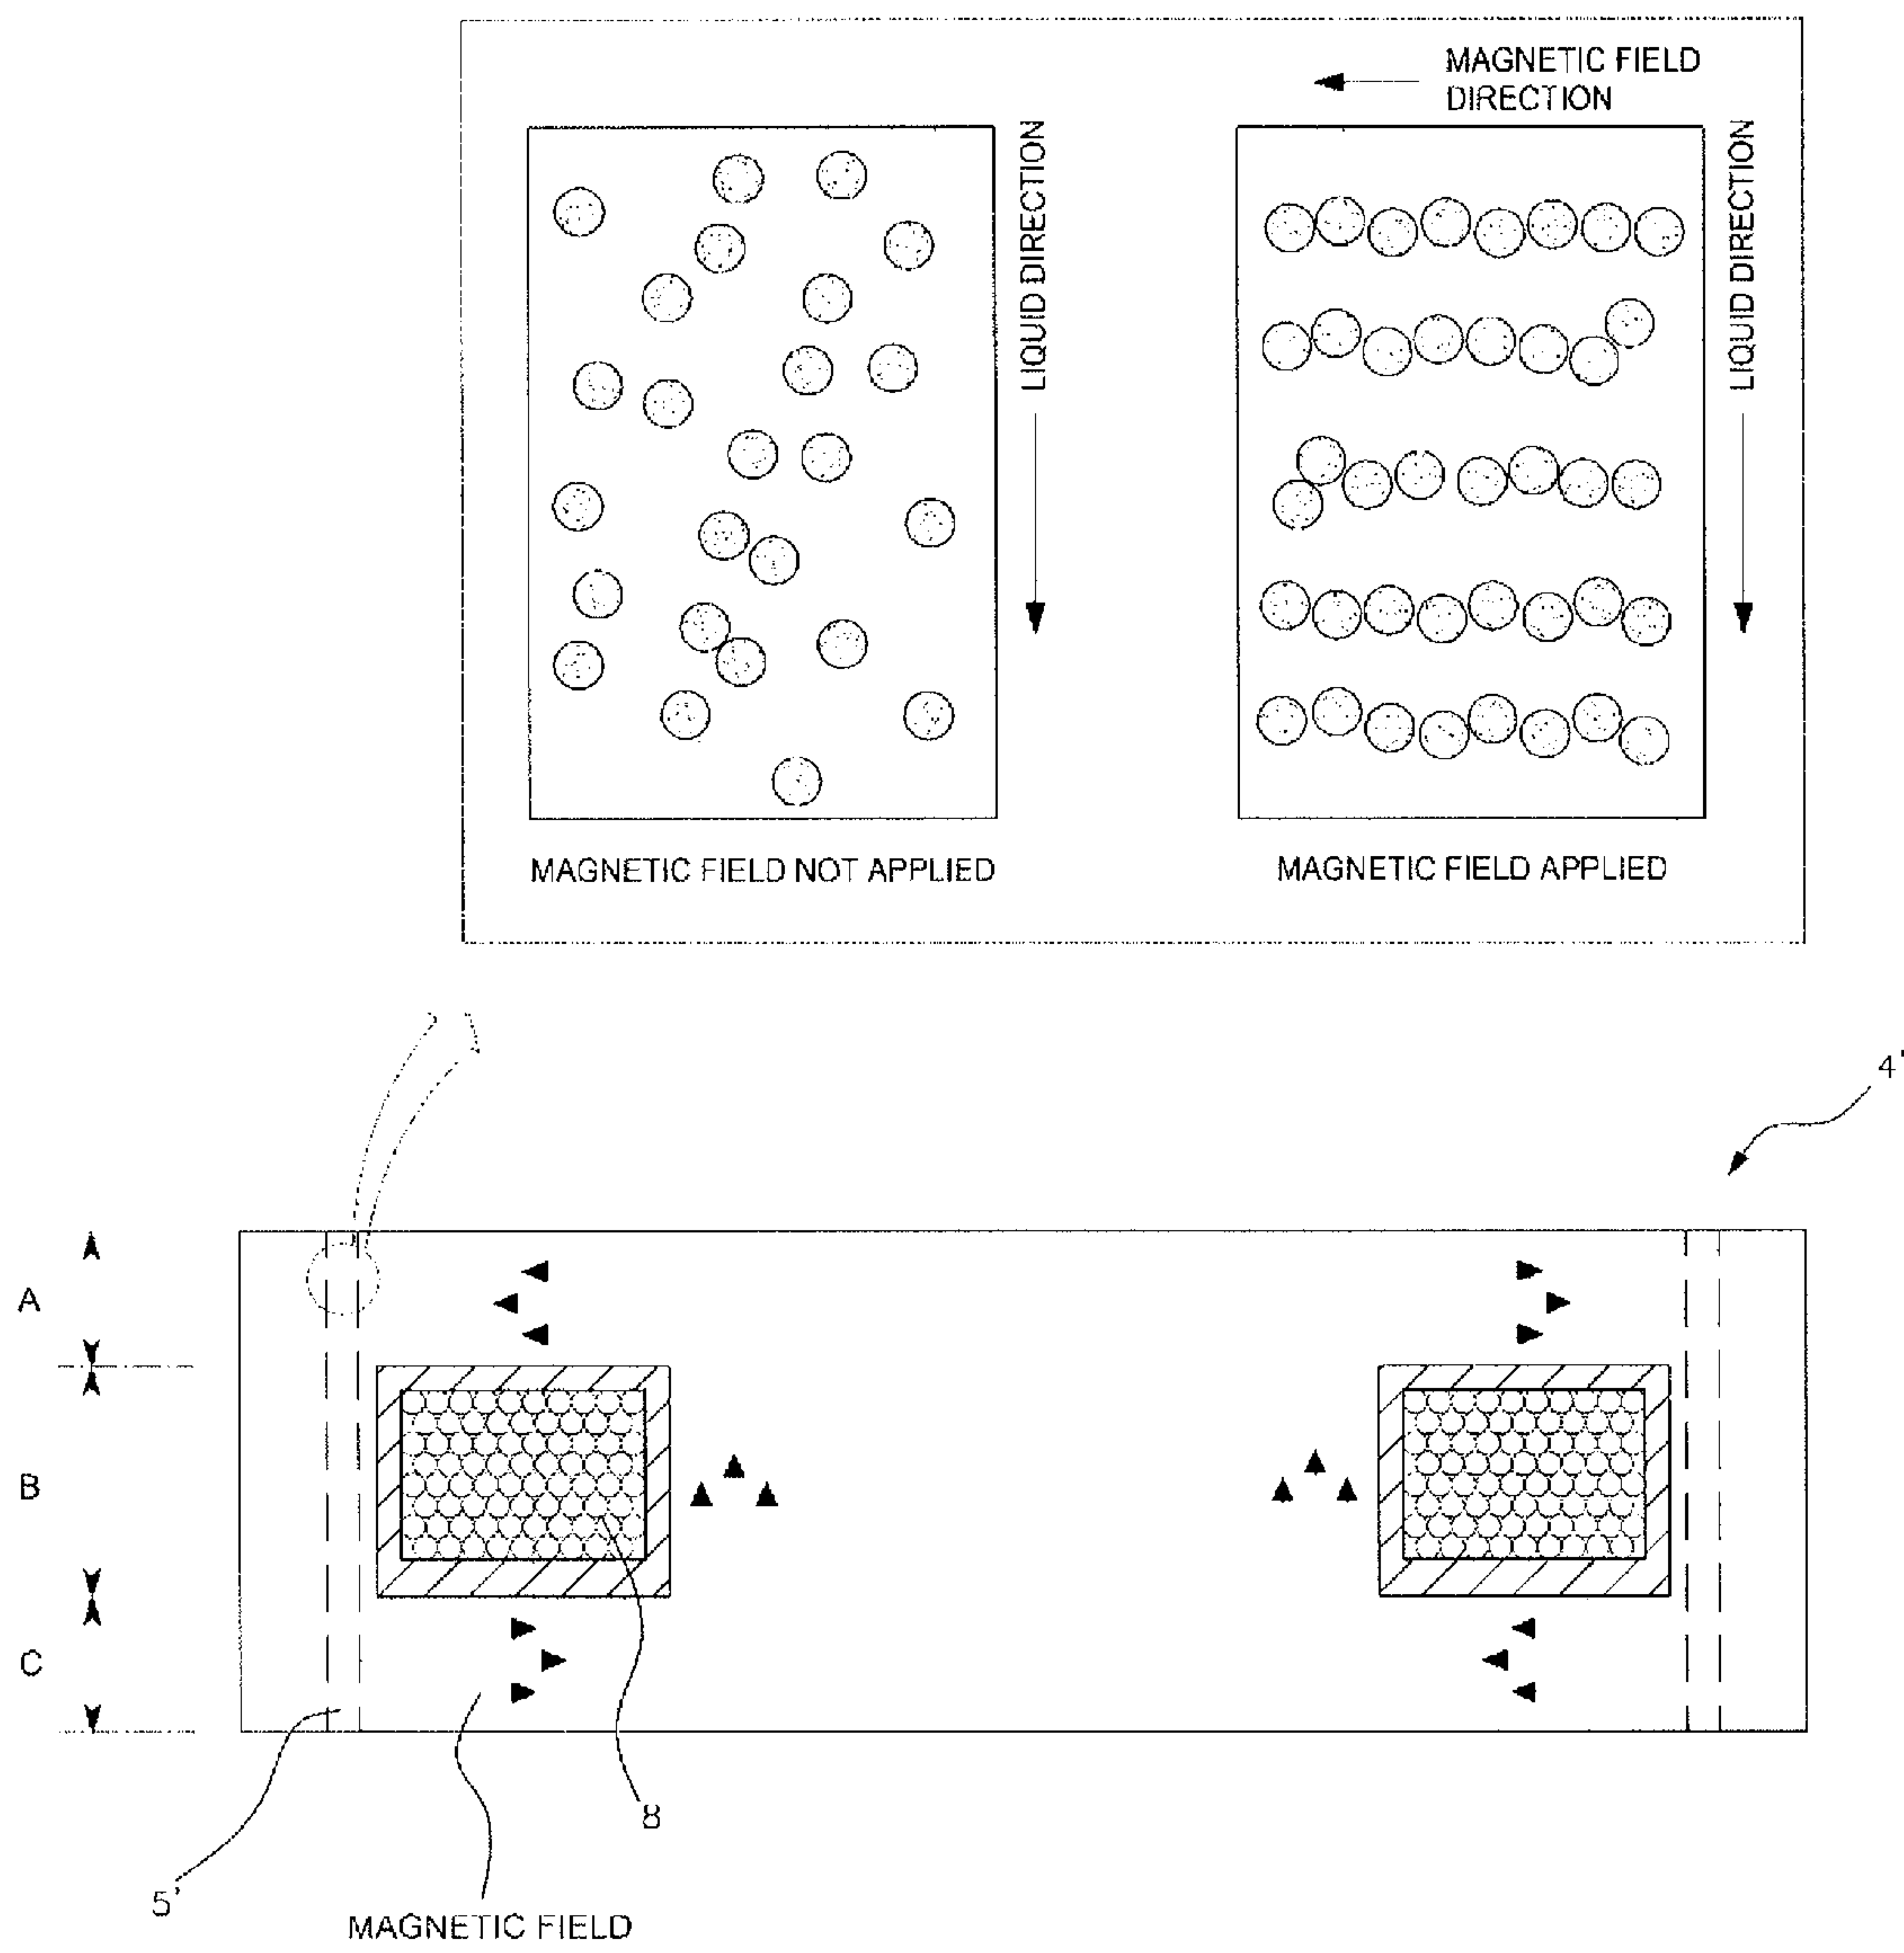 MAGNETIC FIELD
DIRECTION
LIQUID DIRECTION
LIQUID DIRECTION
MAGNETIC FIELD NOT APPLIED
MAGNETIC FIELD APPLIED
4'
A
B
C
8
5'
MAGNETIC FIELD